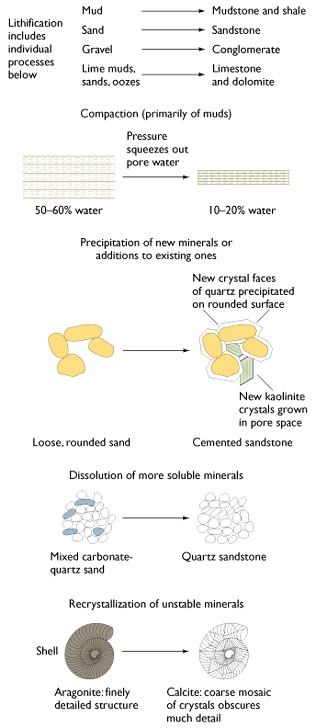 Lithification
includes
individual
processes
below
Mud
Mudstone and shale
Sand
Sandstone
Gravel
Conglomerate
Lime muds,
sands, oozes
Limestone
and dolomite
Compaction (primarily of muds)
Pressure
squeezes out
pore water
50–60% water
10–20% water
Precipitation of new minerals or
additions to existing ones
New crystal faces
of quartz precipitated
on rounded surface
New kaolinite
crystals grown
in pore space
Loose, rounded sand
Cemented sandstone
Dissolution of more soluble minerals
Mixed carbonate-
quartz sand
Quartz sandstone
Recrystallization of unstable minerals
Shell
Aragonite: finely
detailed structure
Calcite: coarse mosaic
of crystals obscures
much detail